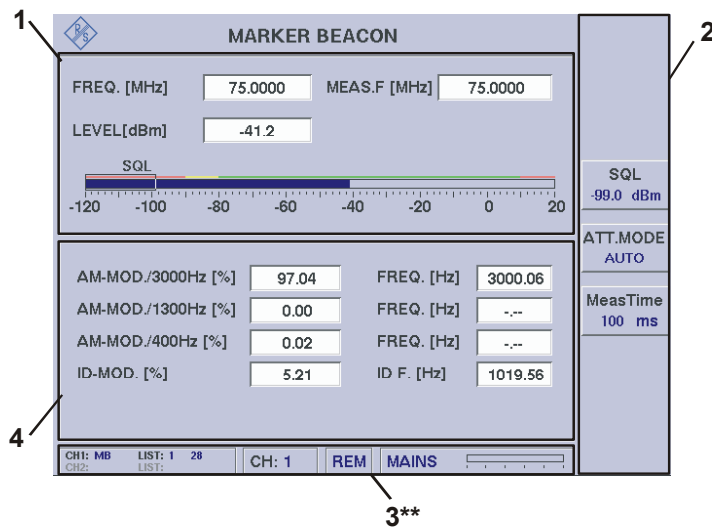 1
2
R S
MARKER BEACON
FREQ. [MHz] 75.0000 MEAS.F [MHz] 75.0000
LEVEL[dBm] -41.2
SQL
-120 -100 -80 -60 -40 -20 0 20
SQL
-99.0 dBm
ATT.MODE
AUTO
MeasTime
100 ms
AM-MOD./3000Hz [%] 97.04 FREQ. [Hz] 3000.06
AM-MOD./1300Hz [%] 0.00 FREQ. [Hz] -.--
AM-MOD./400Hz [%] 0.02 FREQ. [Hz] -.--
ID-MOD. [%] 5.21 ID F. [Hz] 1019.56
4
CH1: MB LIST: 1 28
CH2: LIST:
CH: 1 REM MAINS
3**